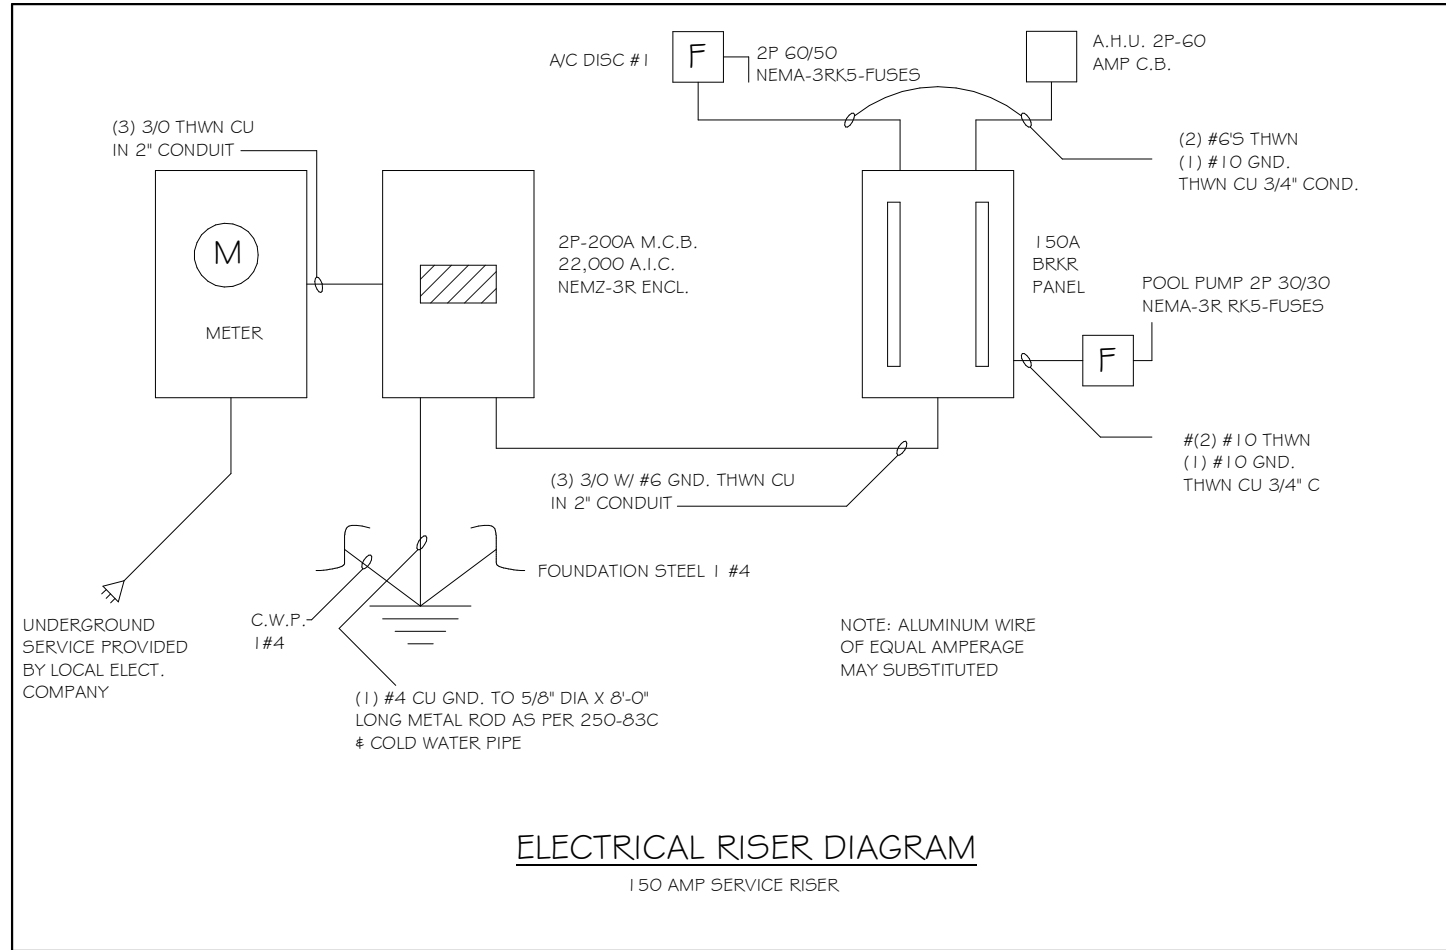 A/C DISC #1
F
2P 60/50
NEMA-3RK5-FUSES
A.H.U. 2P-60
AMP C.B.
(3) 3/0 THWN CU
IN 2" CONDUIT
(2) #6'S THWN
(1) #10 GND.
THWN CU 3/4" COND.
M
METER
2P-200A M.C.B.
22,000 A.I.C.
NEMZ-3R ENCL.
150A
BRKR
PANEL
POOL PUMP 2P 30/30
NEMA-3R RK5-FUSES
F
#(2) #10 THWN
(1) #10 GND.
THWN CU 3/4" C
(3) 3/0 W/ #6 GND. THWN CU
IN 2" CONDUIT
FOUNDATION STEEL 1 #4
UNDERGROUND
SERVICE PROVIDED
BY LOCAL ELECT.
COMPANY
C.W.P.
1#4
NOTE: ALUMINUM WIRE
OF EQUAL AMPERAGE
MAY SUBSTITUTED
(1) #4 CU GND. TO 5/8" DIA X 8'-0"
LONG METAL ROD AS PER 250-83C
& COLD WATER PIPE
ELECTRICAL RISER DIAGRAM
150 AMP SERVICE RISER